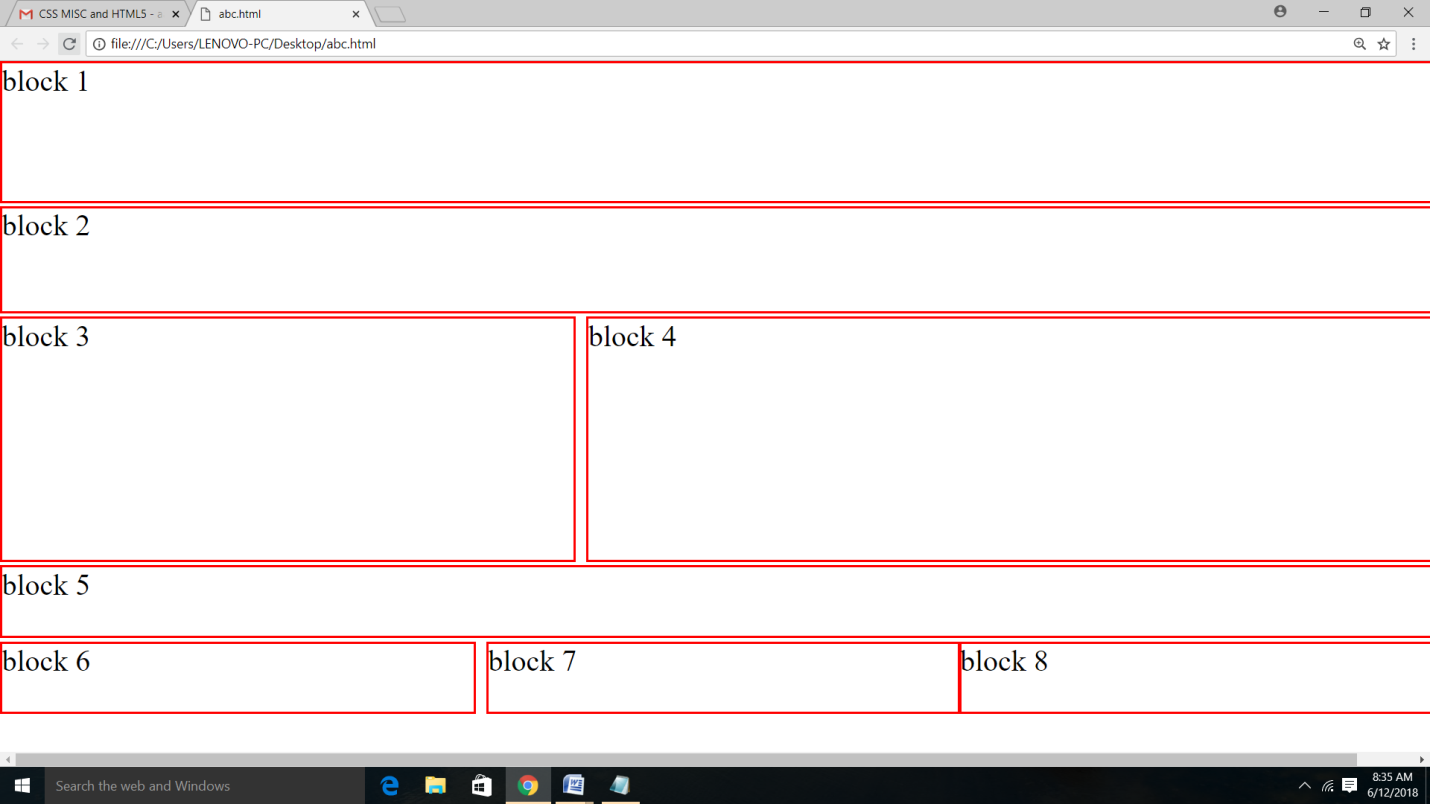 CSS MISC and HTML5 - a
abc.html
file:///C:/Users/LENOVO-PC/Desktop/abc.html
block 1
block 2
block 3
block 4
block 5
block 6
block 7
block 8
Search the web and Windows
8:35 AM
6/12/2018